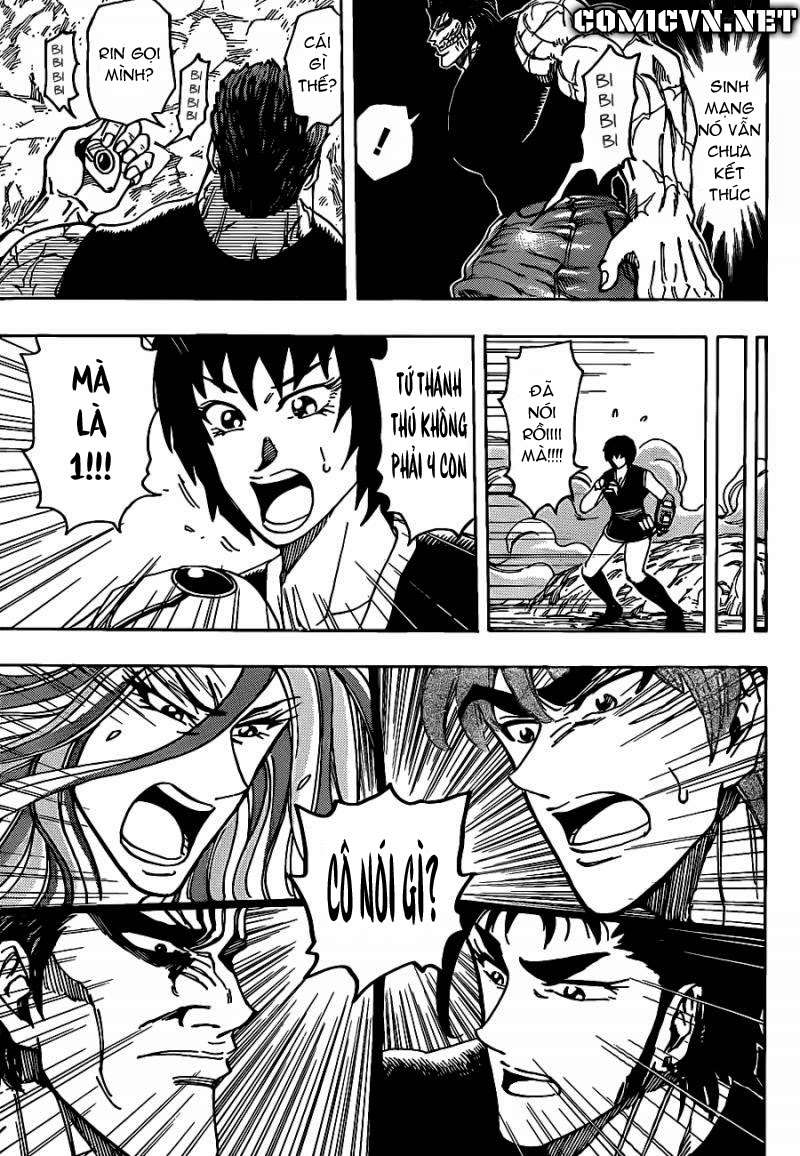 COMICVN.NET
SINH
MẠNG
NÓ VẪN
CHƯA
KẾT
THÚC
BI
BI
BI
BI
!
CÁI
GÌ
THẾ?
BI
BI
BI
BI
RIN GỌI
MÌNH?
BI
BI
BI
BI
ĐÃ
NÓI
RỒIIII
MÀ!!!!
TỨ THÁNH
THÚ KHÔNG
PHẢI 4 CON
MÀ
LÀ
1!!!
CÔ NÓI GÌ?